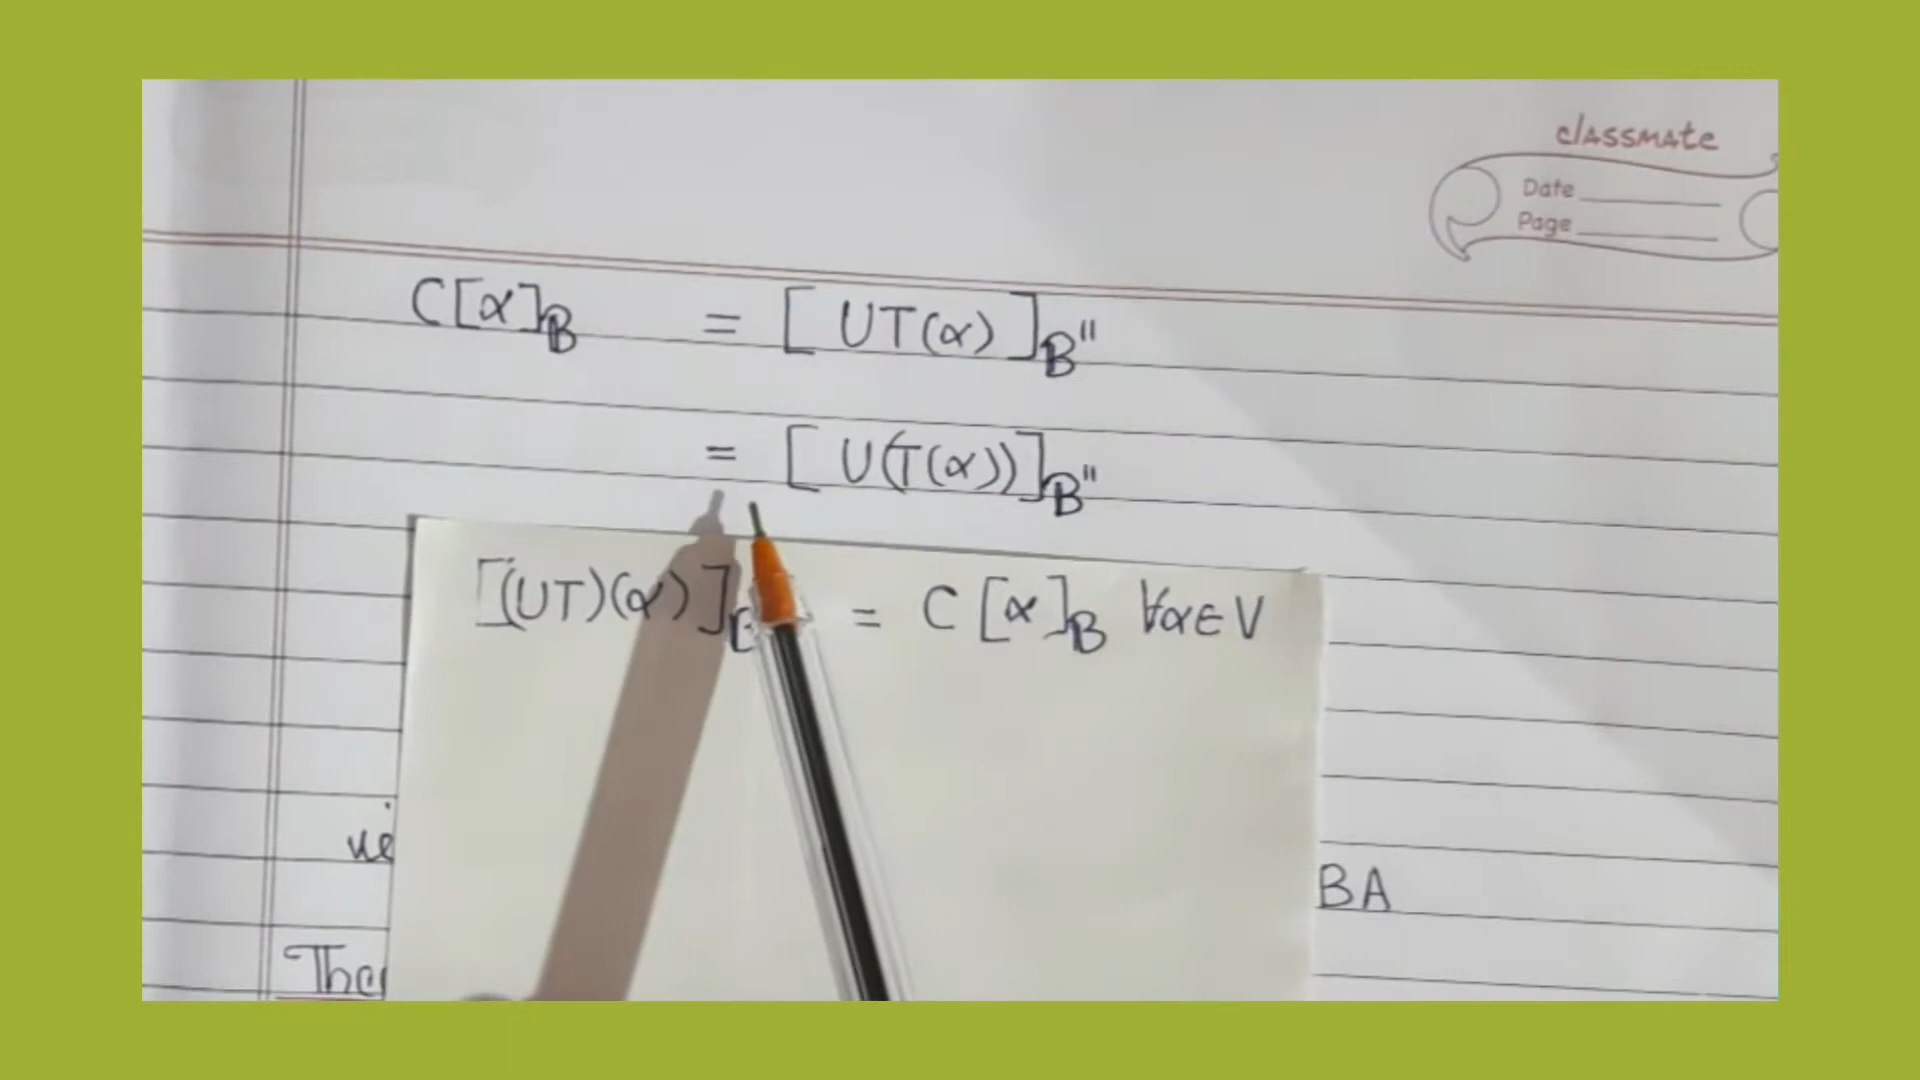 classmate
Date
Page
C[α]B = [UT(α)]B"
= [U(T(α))]B"
[(UT)(α)] = C[α]B ∀α∈V
BA